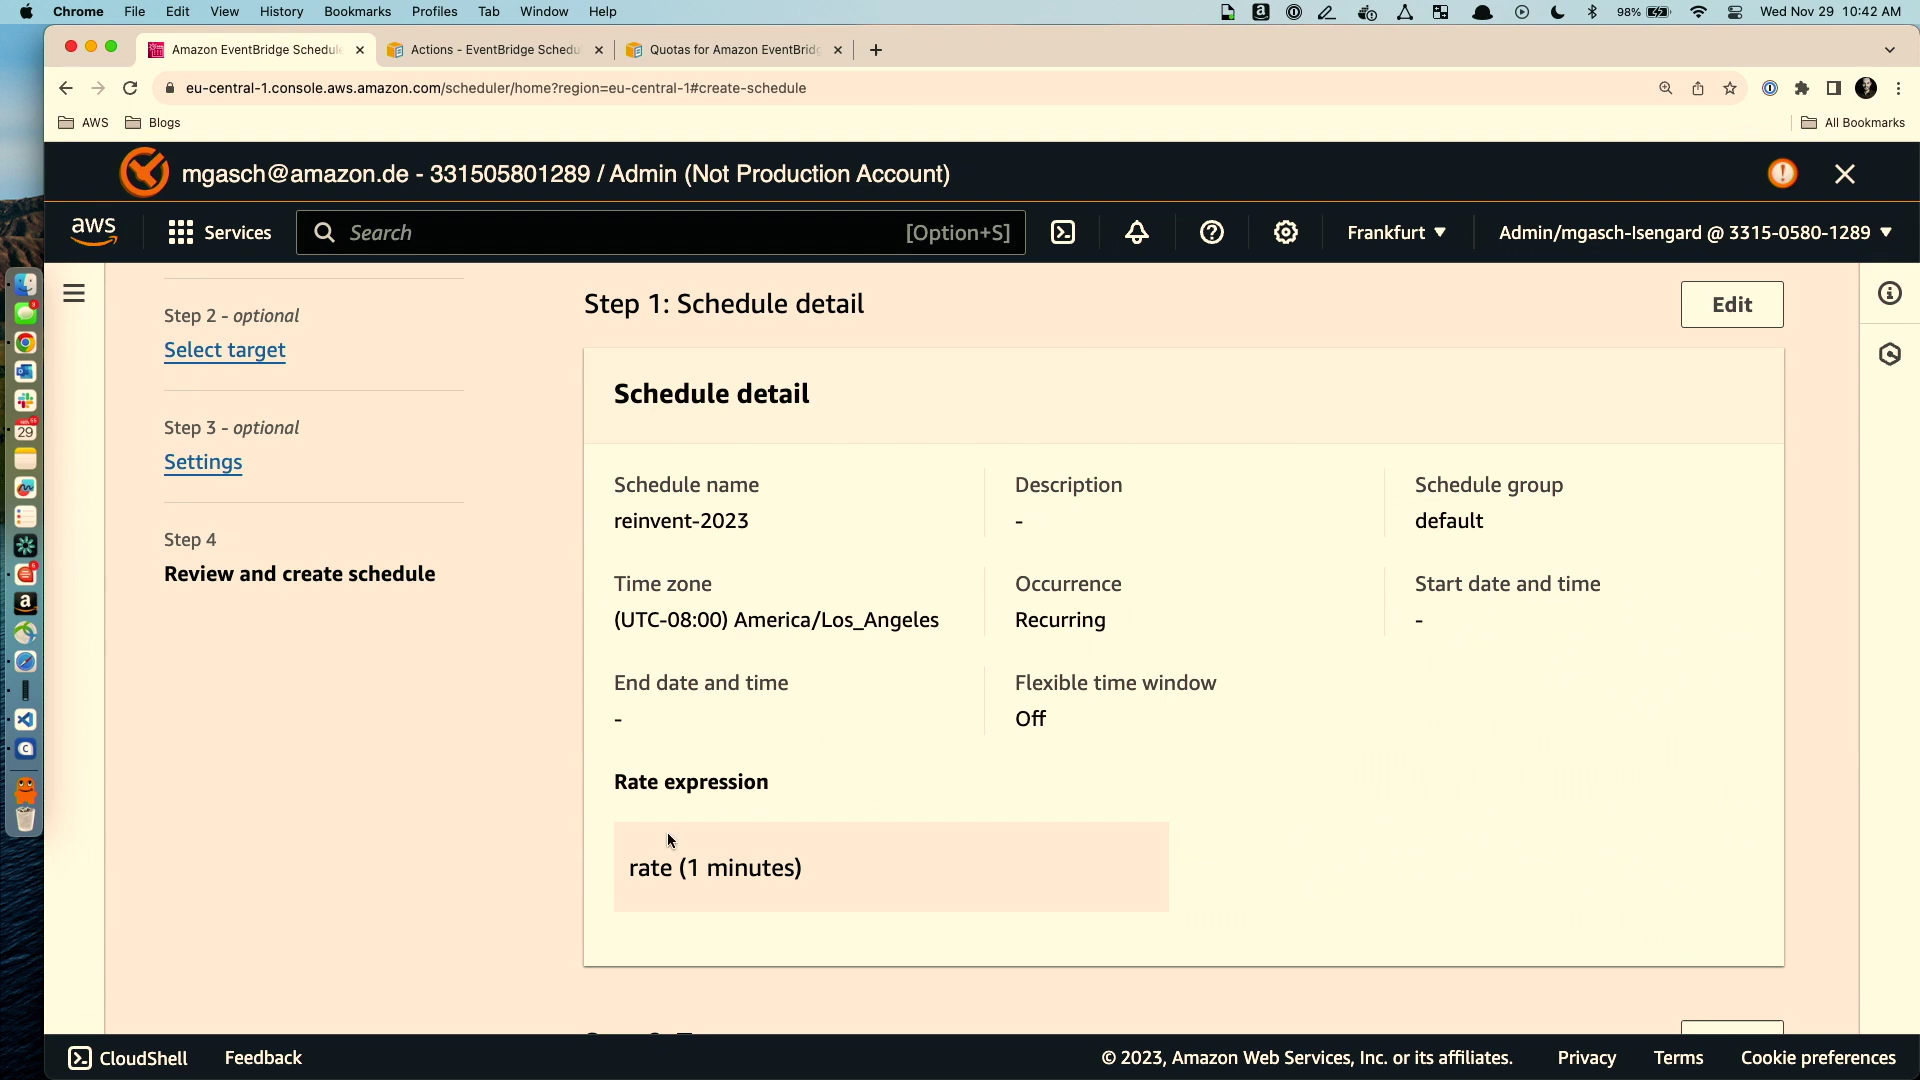 Chrome File Edit View History Bookmarks Profiles Tab Window Help 98% Wed Nov 29 10:42 AM
Amazon EventBridge Schedule Actions - EventBridge Schedu Quotas for Amazon EventBridg
eu-central-1.console.aws.amazon.com/scheduler/home?region=eu-central-1#create-schedule
AWS Blogs All Bookmarks
mgasch@amazon.de - 331505801289 / Admin (Not Production Account)
aws Services Search [Option+S] Frankfurt Admin/mgasch-Isengard @ 3315-0580-1289
Step 2 - optional
Select target
Step 3 - optional
Settings
Step 4
Review and create schedule
Step 1: Schedule detail
Edit
Schedule detail
Schedule name
reinvent-2023
Description
-
Schedule group
default
Time zone
(UTC-08:00) America/Los_Angeles
Occurrence
Recurring
Start date and time
-
End date and time
-
Flexible time window
Off
Rate expression
rate (1 minutes)
CloudShell Feedback © 2023, Amazon Web Services, Inc. or its affiliates. Privacy Terms Cookie preferences